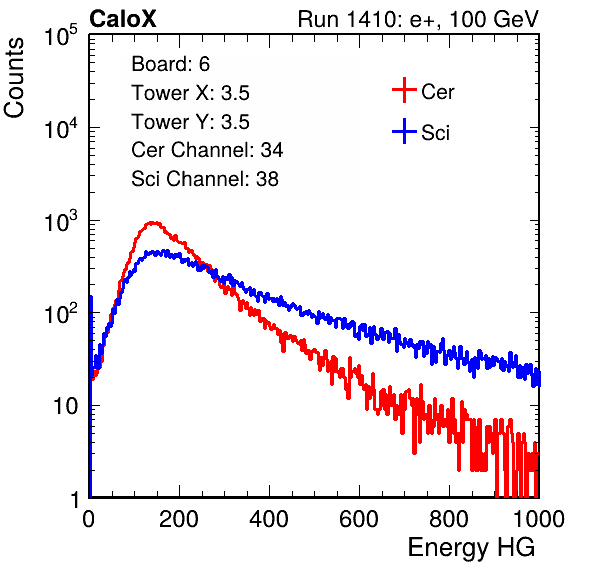 CaloX Run 1410: e+, 100 GeV
Counts
Board: 6
Tower X: 3.5
Tower Y: 3.5
Cer Channel: 34
Sci Channel: 38
Cer
Sci
10^5
10^4
10^3
10^2
10
1
0 200 400 600 800 1000
Energy HG